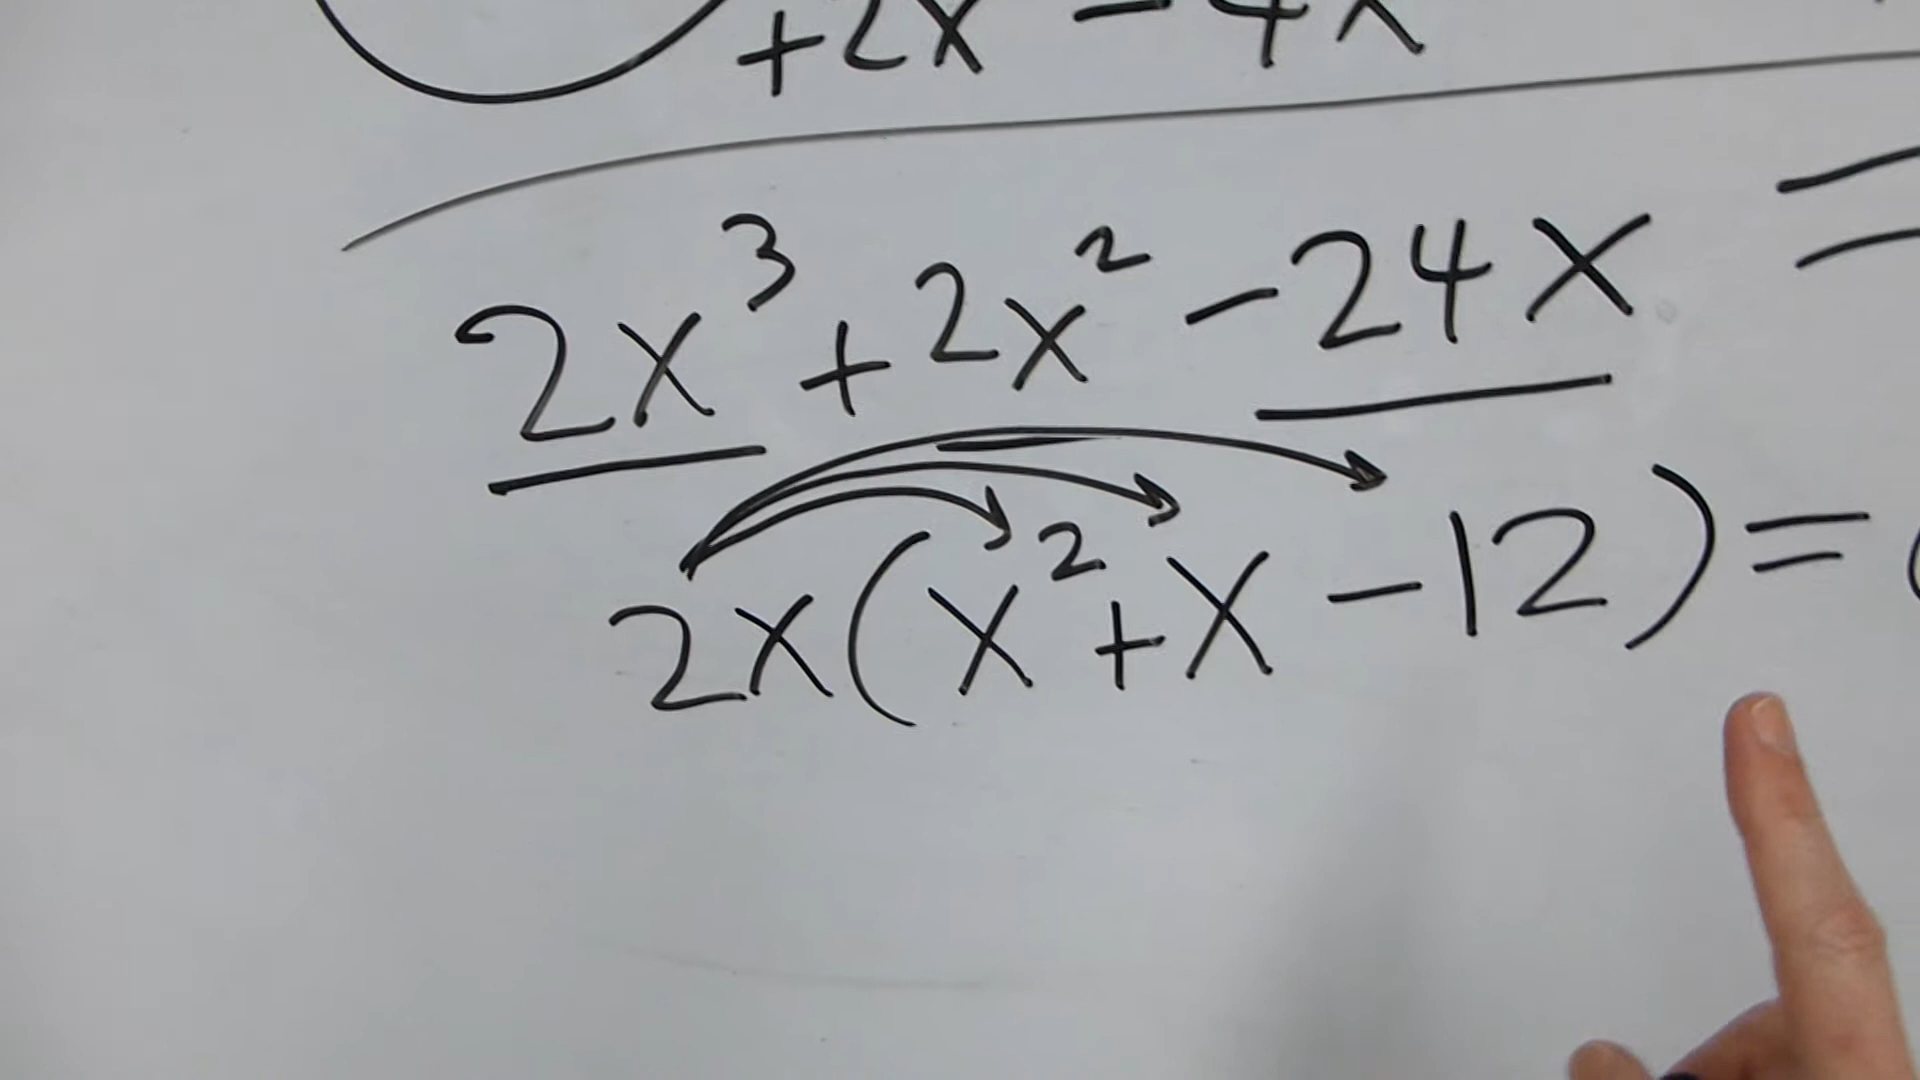 +2x - 4x
2x³ + 2x² - 24x =
2x(x² + x - 12) =